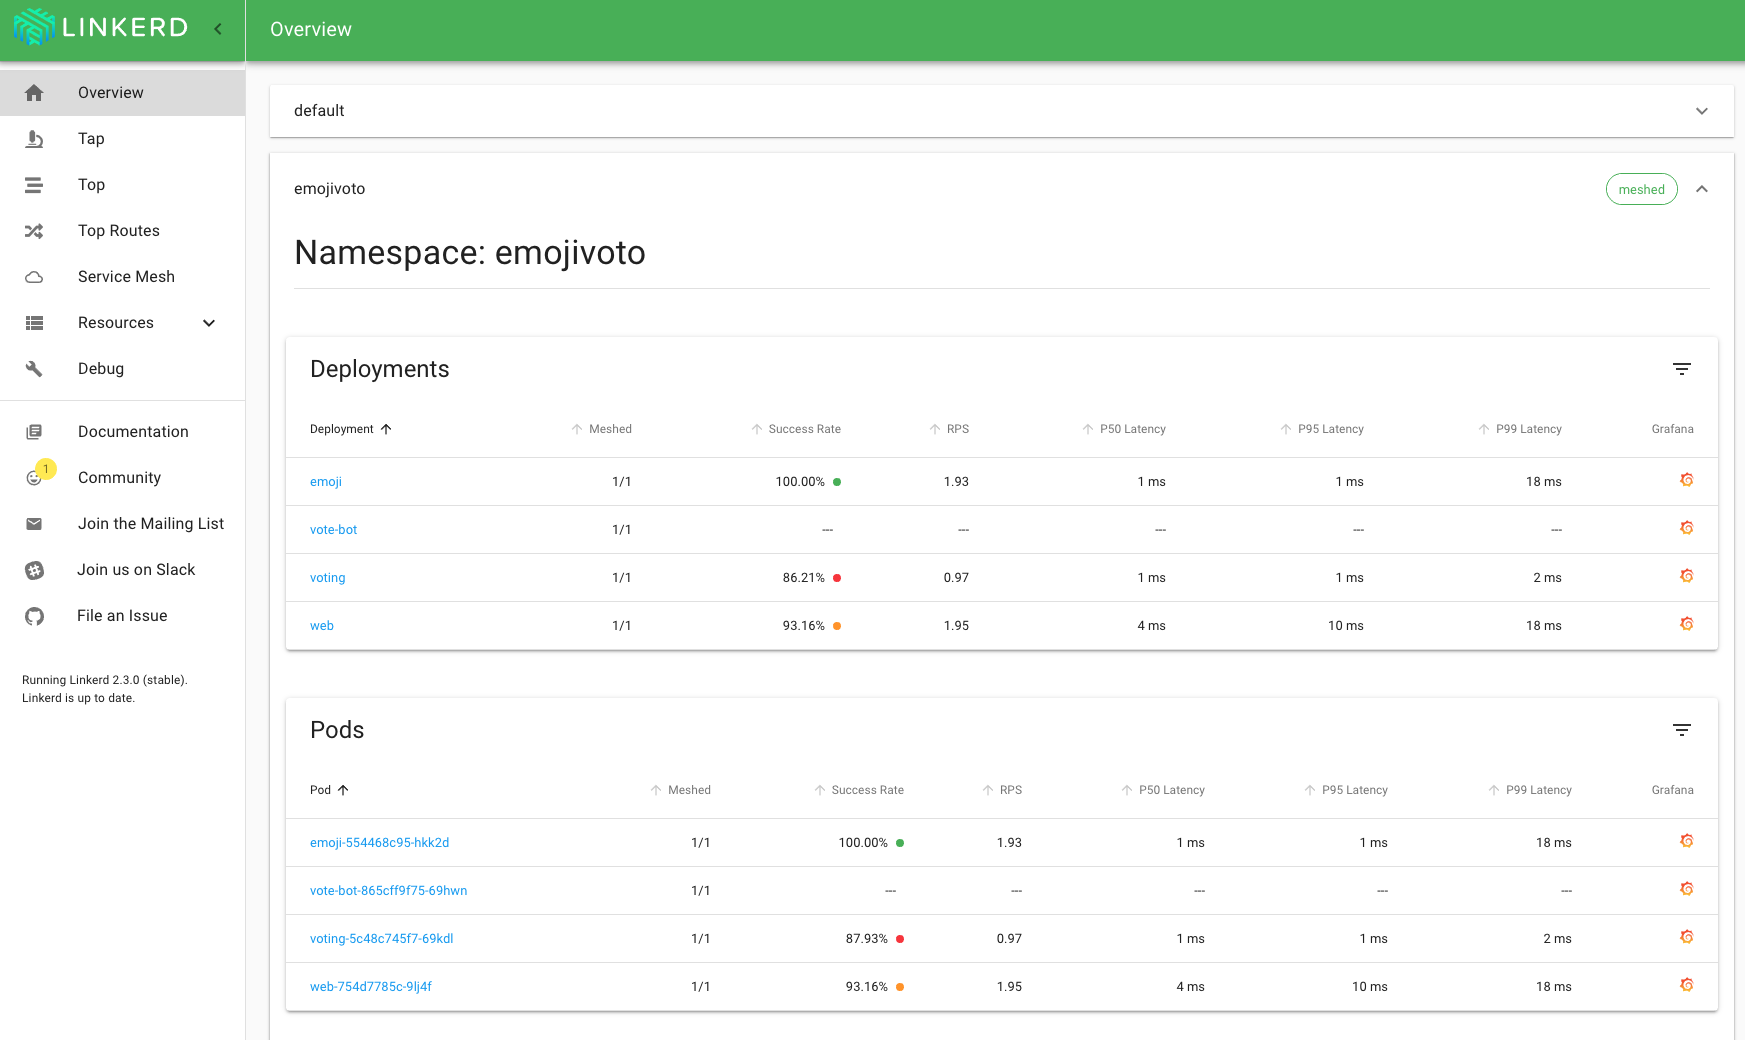 LINKERD
Overview
Overview
Tap
Top
Top Routes
Service Mesh
Resources
Debug
Documentation
1
Community
Join the Mailing List
Join us on Slack
File an Issue
Running Linkerd 2.3.0 (stable).
Linkerd is up to date.
default
emojivoto meshed
Namespace: emojivoto
Deployments
Deployment Meshed Success Rate RPS P50 Latency P95 Latency P99 Latency Grafana
emoji 1/1 100.00% 1.93 1 ms 1 ms 18 ms
vote-bot 1/1 --- --- --- --- ---
voting 1/1 86.21% 0.97 1 ms 1 ms 2 ms
web 1/1 93.16% 1.95 4 ms 10 ms 18 ms
Pods
Pod Meshed Success Rate RPS P50 Latency P95 Latency P99 Latency Grafana
emoji-554468c95-hkk2d 1/1 100.00% 1.93 1 ms 1 ms 18 ms
vote-bot-865cff9f75-69hwn 1/1 --- --- --- --- ---
voting-5c48c745f7-69kdl 1/1 87.93% 0.97 1 ms 1 ms 2 ms
web-754d7785c-9lj4f 1/1 93.16% 1.95 4 ms 10 ms 18 ms